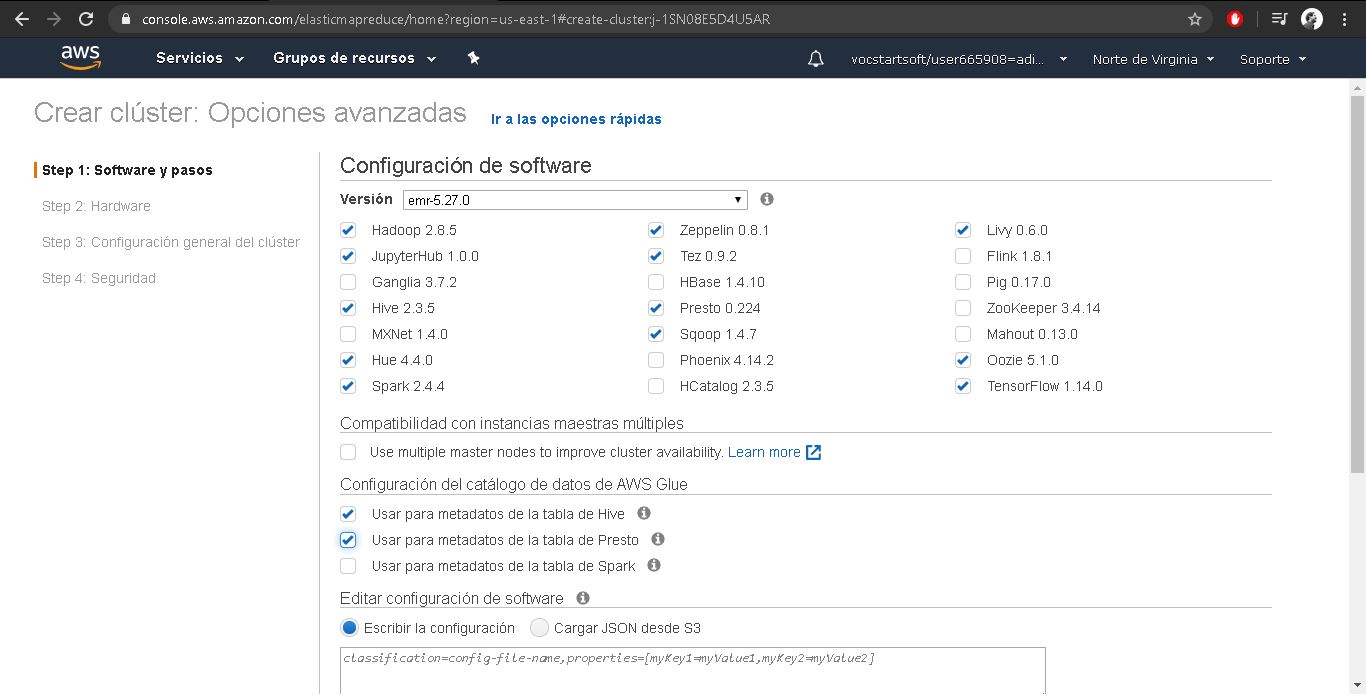 console.aws.amazon.com/elasticmapreduce/home?region=us-east-1#create-cluster:j-1SN08E5D4U5AR
aws Servicios Grupos de recursos vocstartsoft/user665908=adi... Norte de Virginia Soporte
Crear clúster: Opciones avanzadas Ir a las opciones rápidas
Step 1: Software y pasos
Step 2: Hardware
Step 3: Configuración general del clúster
Step 4: Seguridad
Configuración de software
Versión emr-5.27.0
Hadoop 2.8.5 Zeppelin 0.8.1 Livy 0.6.0
JupyterHub 1.0.0 Tez 0.9.2 Flink 1.8.1
Ganglia 3.7.2 HBase 1.4.10 Pig 0.17.0
Hive 2.3.5 Presto 0.224 ZooKeeper 3.4.14
MXNet 1.4.0 Sqoop 1.4.7 Mahout 0.13.0
Hue 4.4.0 Phoenix 4.14.2 Oozie 5.1.0
Spark 2.4.4 HCatalog 2.3.5 TensorFlow 1.14.0
Compatibilidad con instancias maestras múltiples
Use multiple master nodes to improve cluster availability. Learn more
Configuración del catálogo de datos de AWS Glue
Usar para metadatos de la tabla de Hive
Usar para metadatos de la tabla de Presto
Usar para metadatos de la tabla de Spark
Editar configuración de software
Escribir la configuración Cargar JSON desde S3
classification=config-file-name,properties=[myKey1=myValue1,myKey2=myValue2]